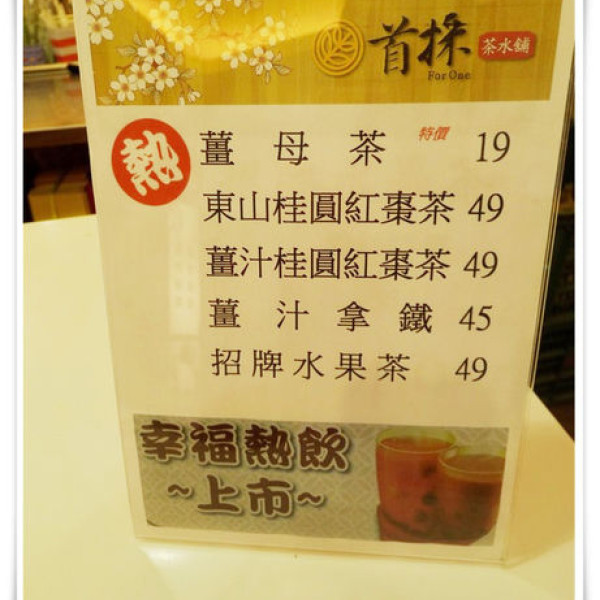 首採 茶水舖
For One
熱
薑母茶 特價 19
東山桂圓紅棗茶 49
薑汁桂圓紅棗茶 49
薑汁拿鐵 45
招牌水果茶 49
幸福熱飲
~上市~